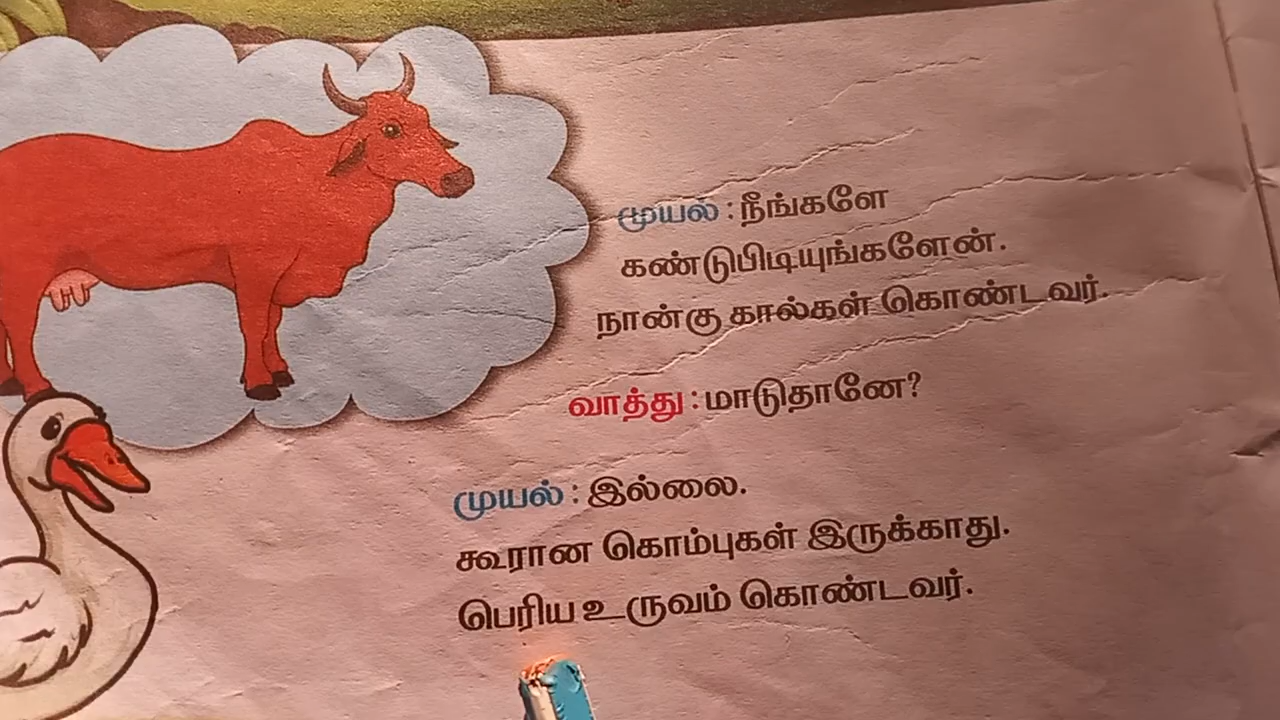 முயல் : நீங்களே
கண்டுபிடியுங்களேன்.
நான்கு கால்கள் கொண்டவர்.
வாத்து : மாடுதானே?
முயல் : இல்லை.
கூரான கொம்புகள் இருக்காது.
பெரிய உருவம் கொண்டவர்.